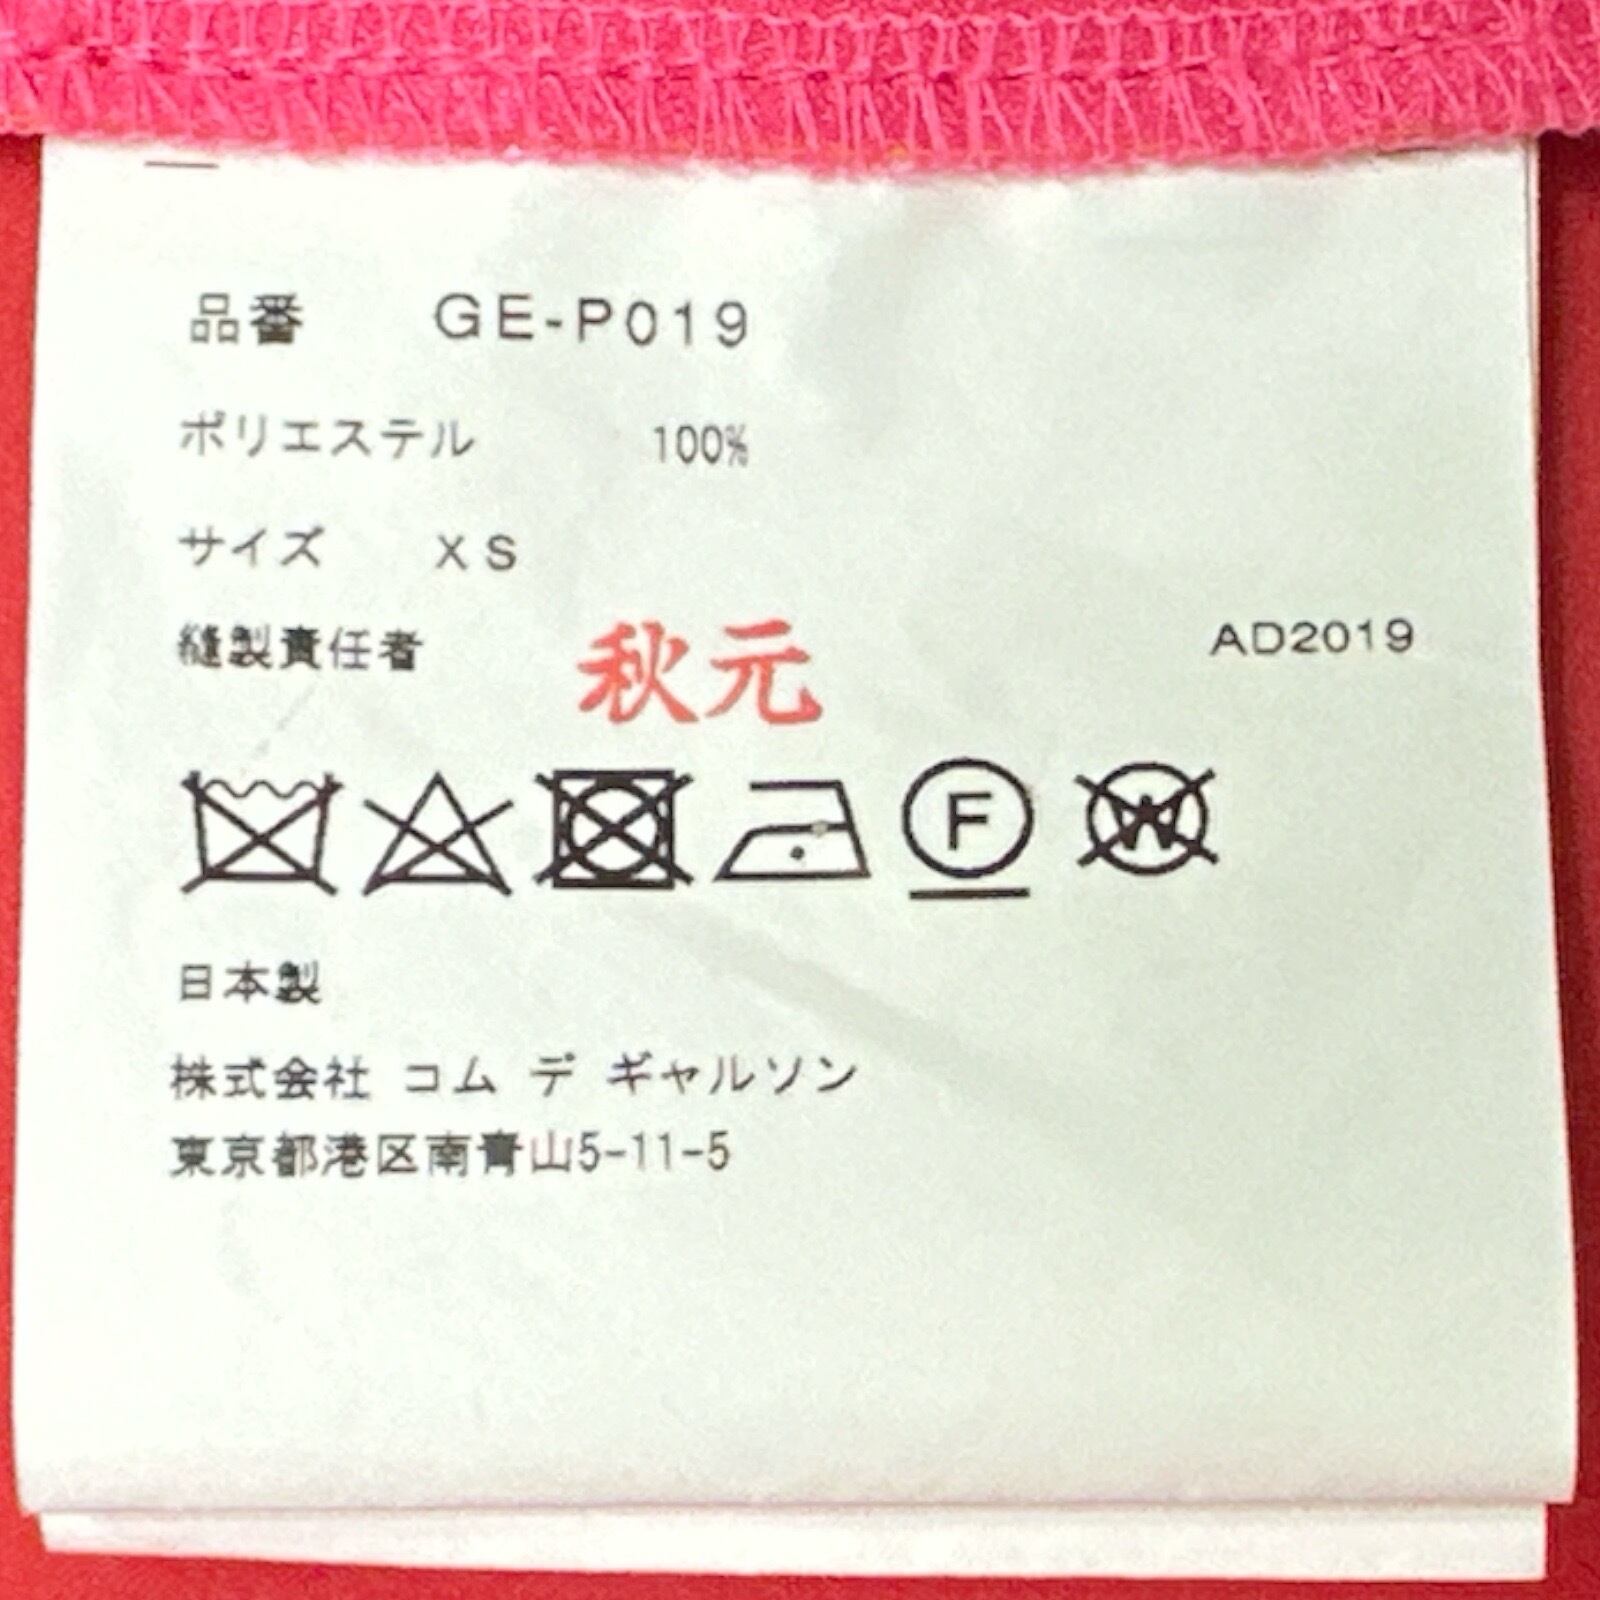 品番 GE-P019
ポリエステル 100%
サイズ XS
縫製責任者 秋元 AD2019
F W
日本製
株式会社 コム デ ギャルソン
東京都港区南青山5-11-5